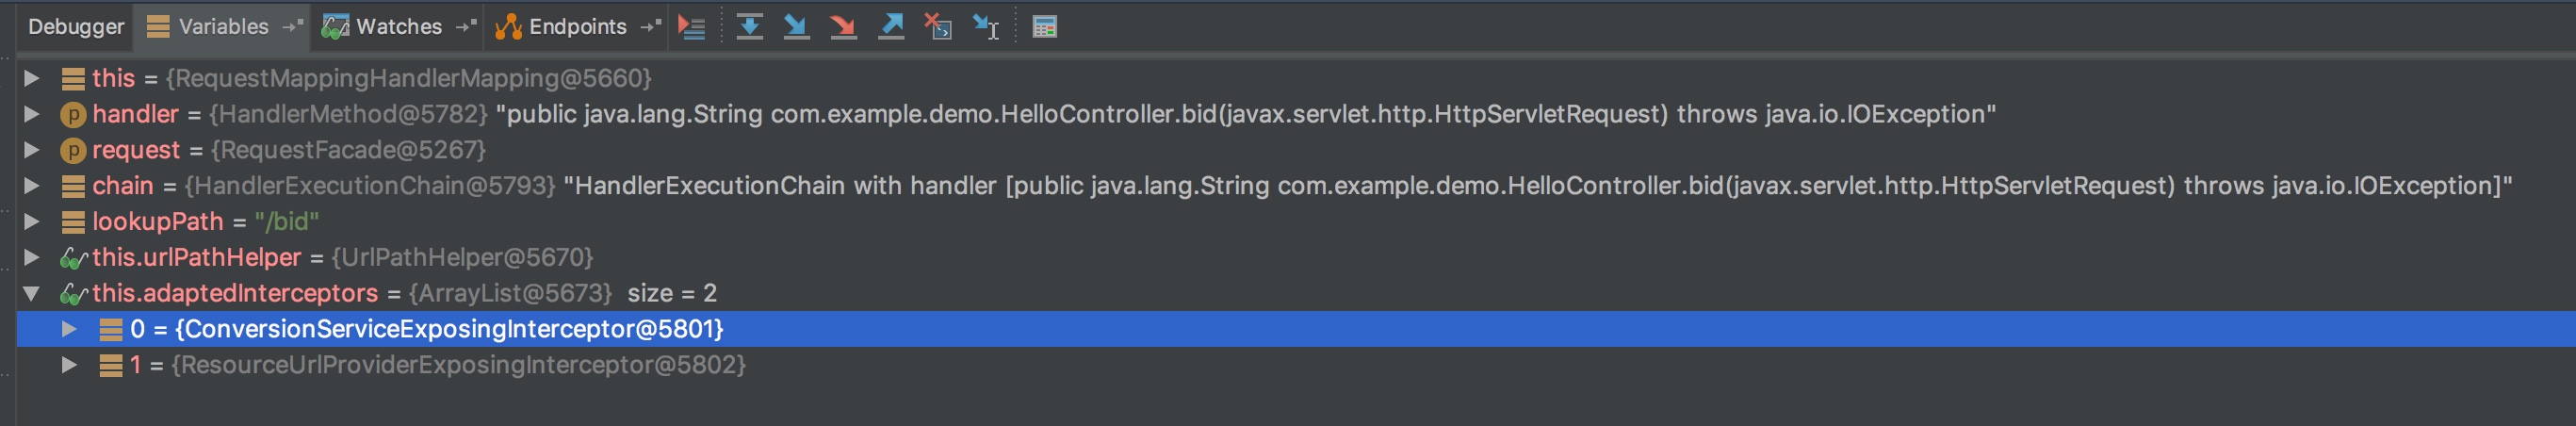 Debugger Variables Watches Endpoints
this = {RequestMappingHandlerMapping@5660}
p handler = {HandlerMethod@5782} "public java.lang.String com.example.demo.HelloController.bid(javax.servlet.http.HttpServletRequest) throws java.io.IOException"
p request = {RequestFacade@5267}
chain = {HandlerExecutionChain@5793} "HandlerExecutionChain with handler [public java.lang.String com.example.demo.HelloController.bid(javax.servlet.http.HttpServletRequest) throws java.io.IOException]"
lookupPath = "/bid"
this.urlPathHelper = {UrlPathHelper@5670}
this.adaptedInterceptors = {ArrayList@5673} size = 2
0 = {ConversionServiceExposingInterceptor@5801}
1 = {ResourceUrlProviderExposingInterceptor@5802}